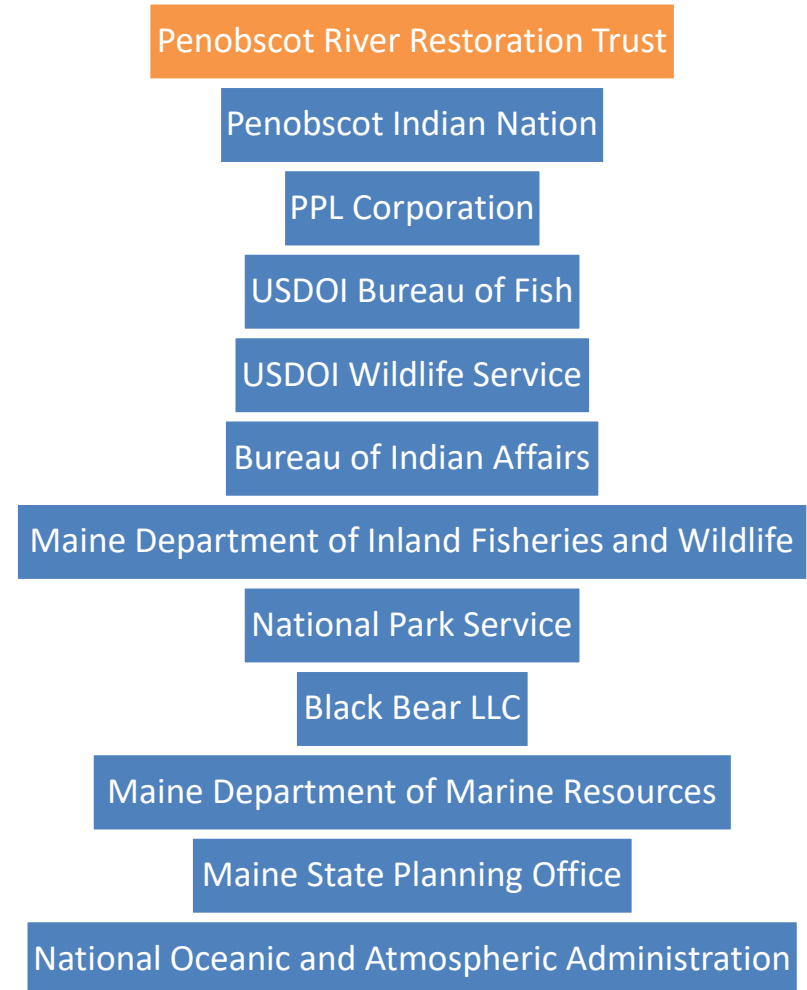 Penobscot River Restoration Trust
Penobscot Indian Nation
PPL Corporation
USDOI Bureau of Fish
USDOI Wildlife Service
Bureau of Indian Affairs
Maine Department of Inland Fisheries and Wildlife
National Park Service
Black Bear LLC
Maine Department of Marine Resources
Maine State Planning Office
National Oceanic and Atmospheric Administration